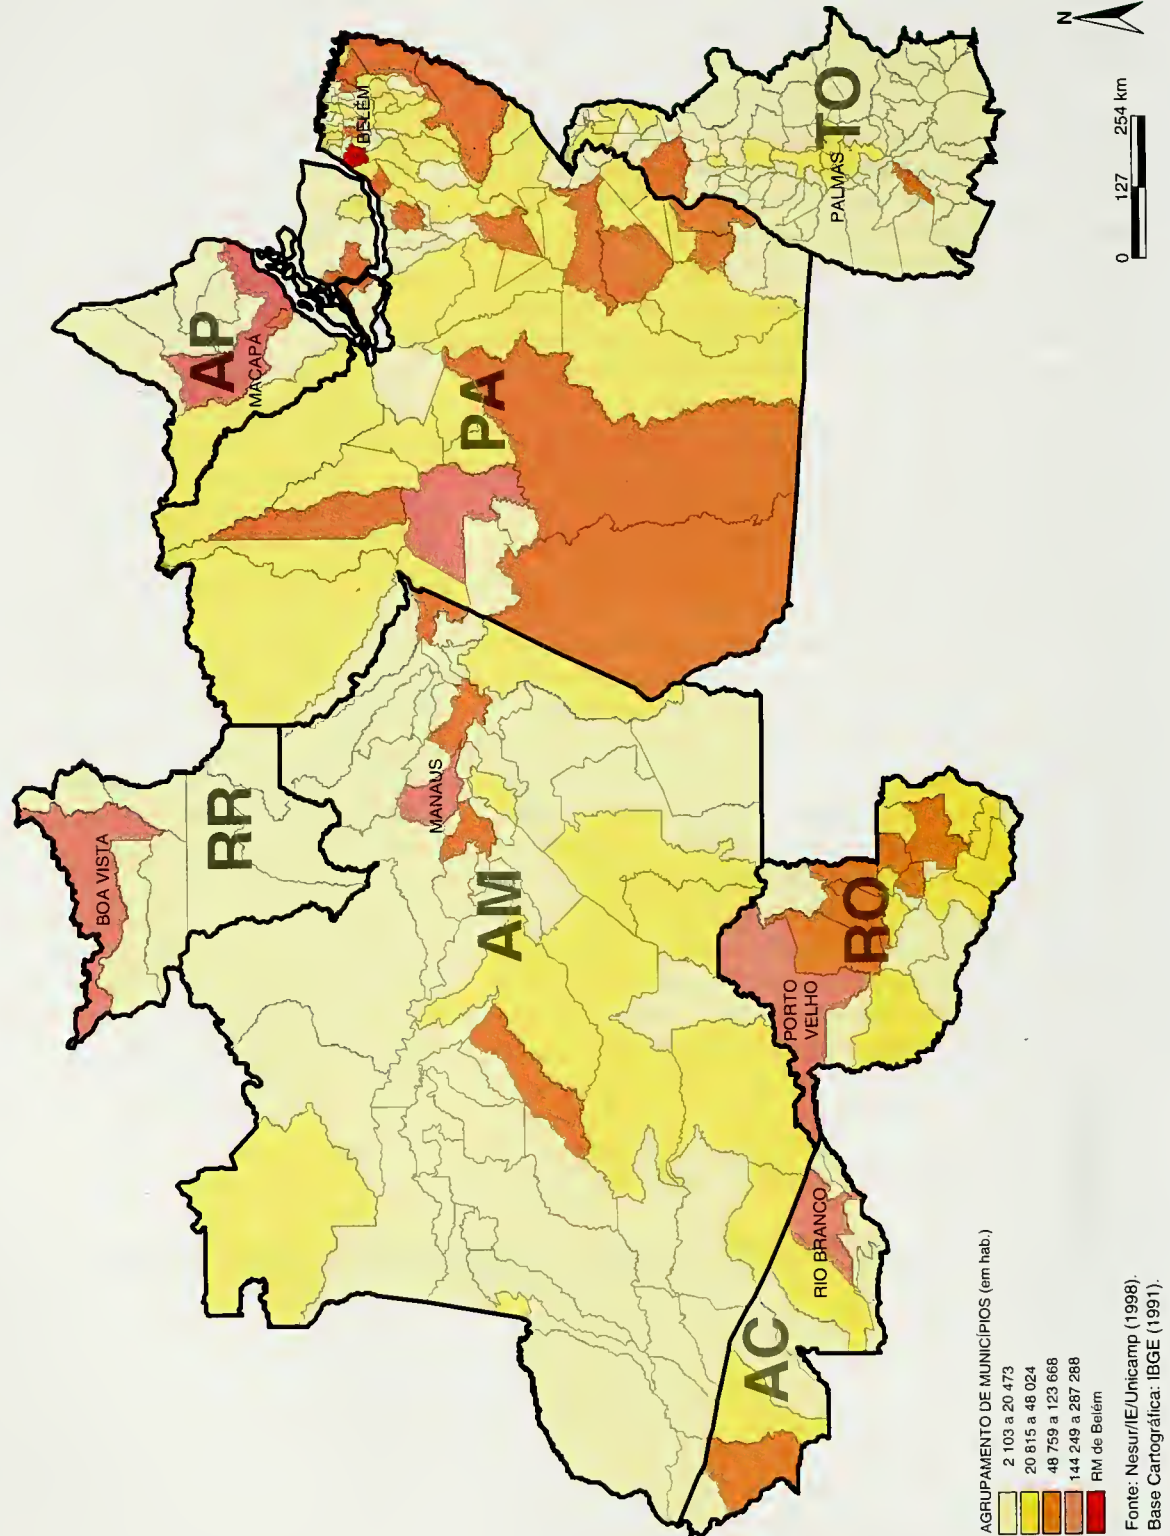 N
0 127 254 km
BOA VISTA
RR
AP
MACAPÁ
BELÉM
PA
MANAUS
AM
PALMAS
TO
PORTO
VELHO
RO
RIO BRANCO
AC
AGRUPAMENTO DE MUNICÍPIOS (em hab.)
2 103 a 20 473
20 815 a 48 024
48 759 a 123 668
144 249 a 287 288
RM de Belém
Fonte: Nesur/IE/Unicamp (1998).
Base Cartográfica: IBGE (1991).